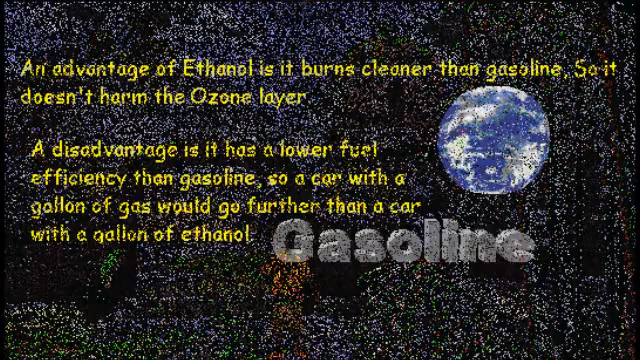 An advantage of Ethanol is it burns cleaner than gasoline. So it
doesn't harm the Ozone layer
A disadvantage is it has a lower fuel
efficiency than gasoline, so a car with a
gallon of gas would go further than a car
with a gallon of ethanol
Gasoline